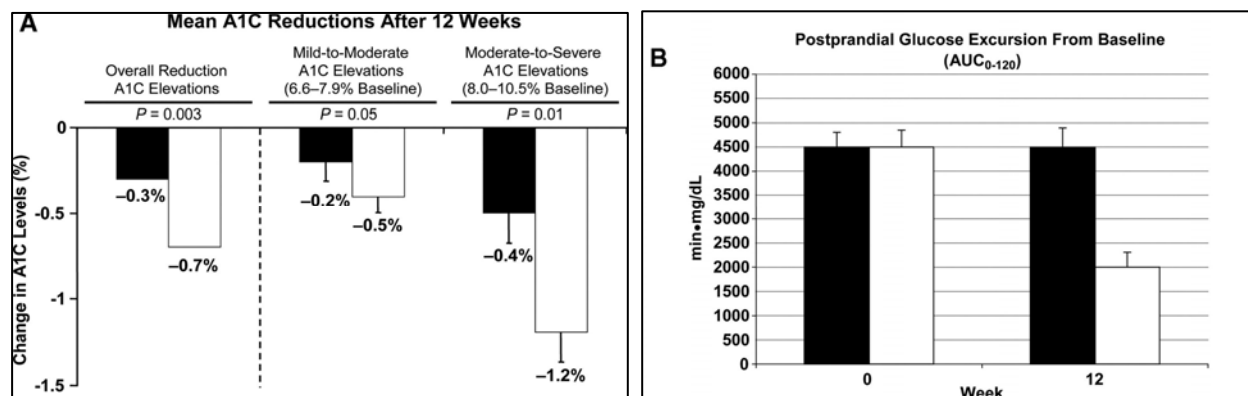 A
Mean A1C Reductions After 12 Weeks
Overall Reduction
A1C Elevations
Mild-to-Moderate
A1C Elevations
(6.6–7.9% Baseline)
Moderate-to-Severe
A1C Elevations
(8.0–10.5% Baseline)
P = 0.003
P = 0.05
P = 0.01
Change in A1C Levels (%)
0
-0.5
-1
-1.5
–0.3%
–0.7%
–0.2%
–0.5%
–0.4%
–1.2%
B
Postprandial Glucose Excursion From Baseline
(AUC0-120)
min•mg/dL
6000
5500
5000
4500
4000
3500
3000
2500
2000
1500
1000
500
0
0
12
Week